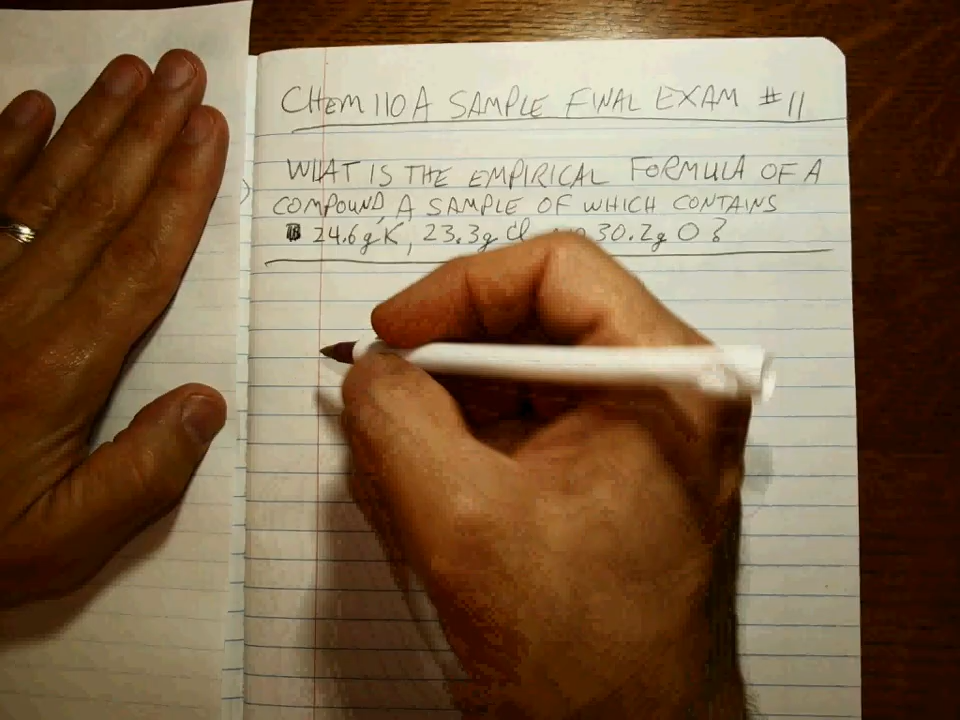 CHEM 110A SAMPLE FINAL EXAM #11
WHAT IS THE EMPIRICAL FORMULA OF A
COMPOUND, A SAMPLE OF WHICH CONTAINS
24.6g K, 23.3g Cl 30.2g O?